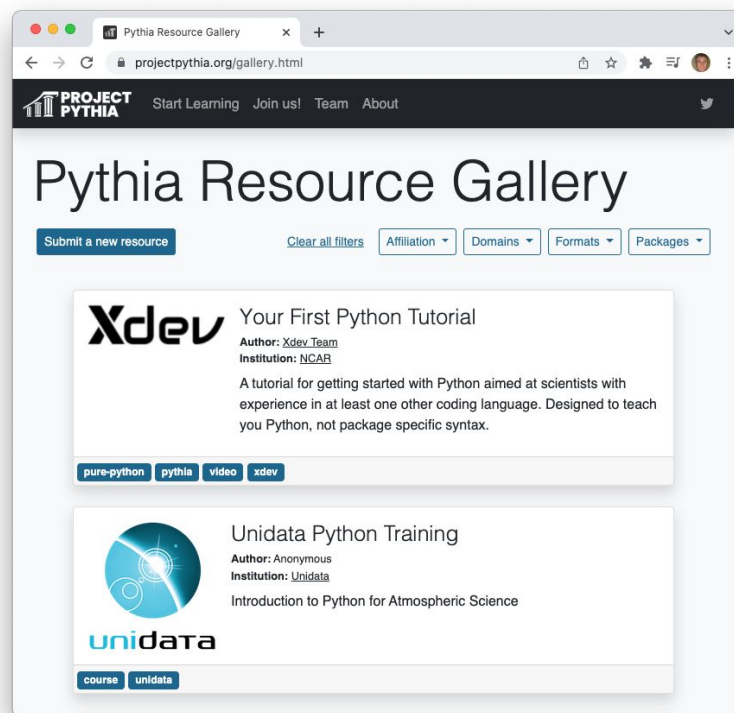 Pythia Resource Gallery
projectpythia.org/gallery.html
PROJECT
PYTHIA
Start Learning Join us! Team About
Pythia Resource Gallery
Submit a new resource Clear all filters Affiliation Domains Formats Packages
Xdev
Your First Python Tutorial
Author: Xdev Team
Institution: NCAR
A tutorial for getting started with Python aimed at scientists with
experience in at least one other coding language. Designed to teach
you Python, not package specific syntax.
pure-python pythia video xdev
unidata
Unidata Python Training
Author: Anonymous
Institution: Unidata
Introduction to Python for Atmospheric Science
course unidata